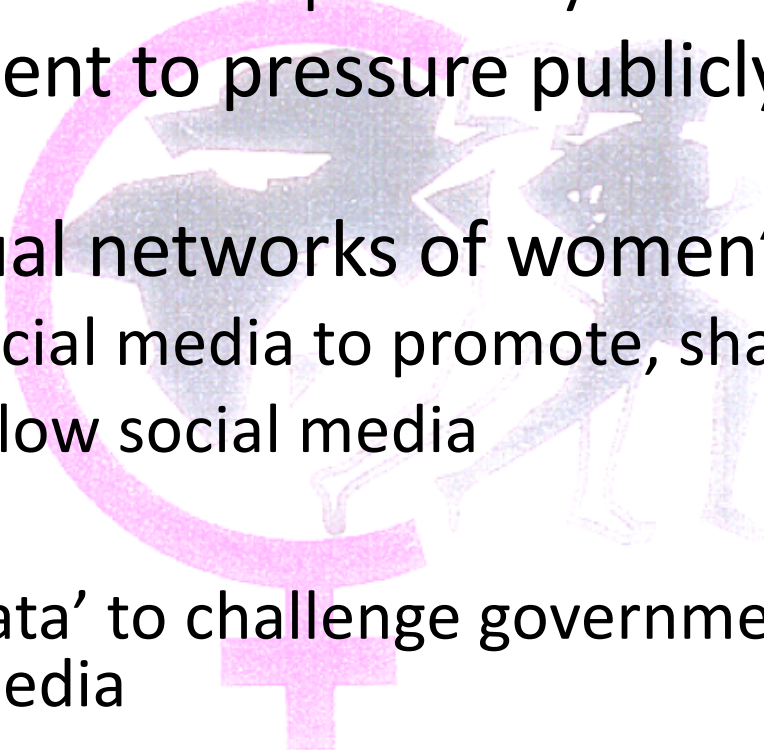 ent to pressure publicly
ual networks of women’
cial media to promote, sha
low social media
ata’ to challenge governme
edia